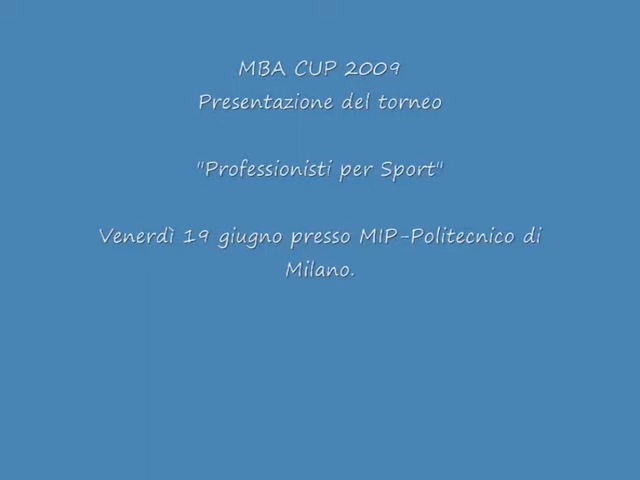 MBA CUP 2009
Presentazione del torneo
"Professionisti per Sport"
Venerdì 19 giugno presso MIP-Politecnico di
Milano.